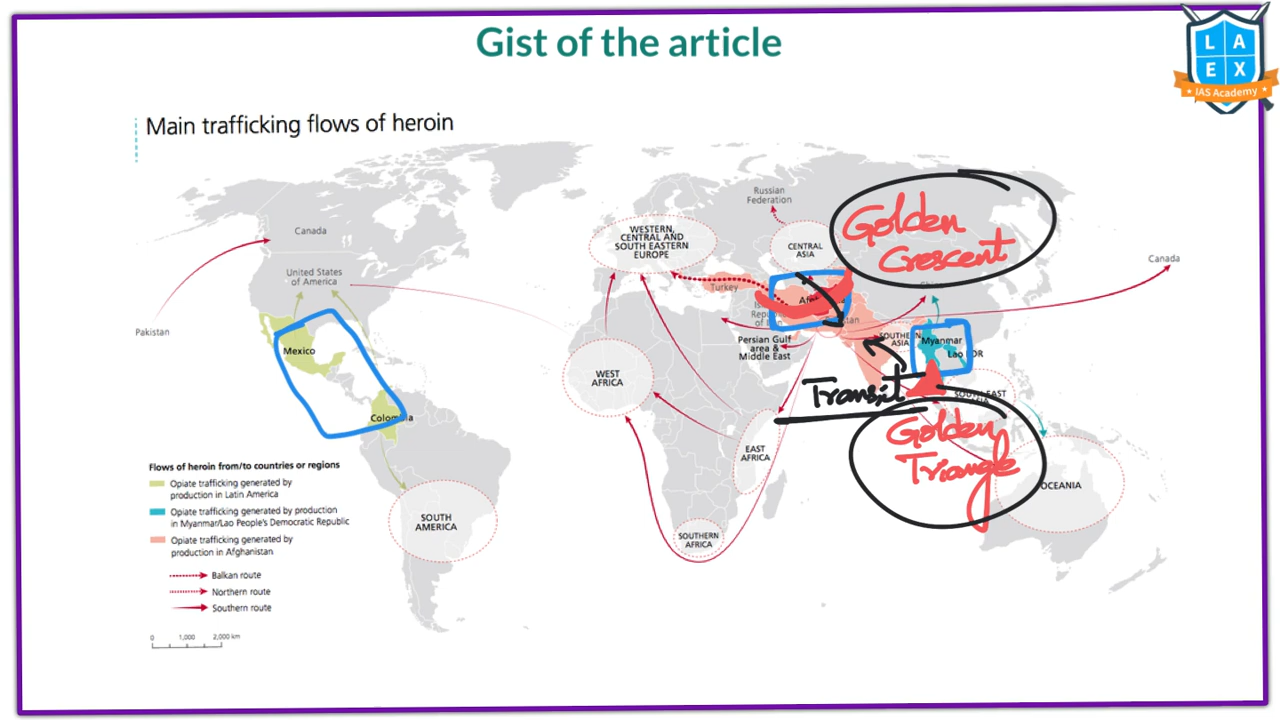 Gist of the article
L A
E X
IAS Academy
Main trafficking flows of heroin
Russian
Federation
Golden
Crescent
Canada
WESTERN,
CENTRAL AND
SOUTH EASTERN
EUROPE
CENTRAL
ASIA
United States
of America
Turkey
Canada
Pakistan
Persian Gulf
area &
Middle East
SOUTHERN
ASIA
Myanmar
Mexico
WEST
AFRICA
Transit
Golden
Triangle
Colombia
EAST
AFRICA
OCEANIA
SOUTH
AMERICA
SOUTHERN
AFRICA
Flows of heroin from/to countries or regions
Opiate trafficking generated by
production in Latin America
Opiate trafficking generated by production
in Myanmar/Lao People's Democratic Republic
Opiate trafficking generated by
production in Afghanistan
Balkan route
Northern route
Southern route
0 1,000 2,000 km